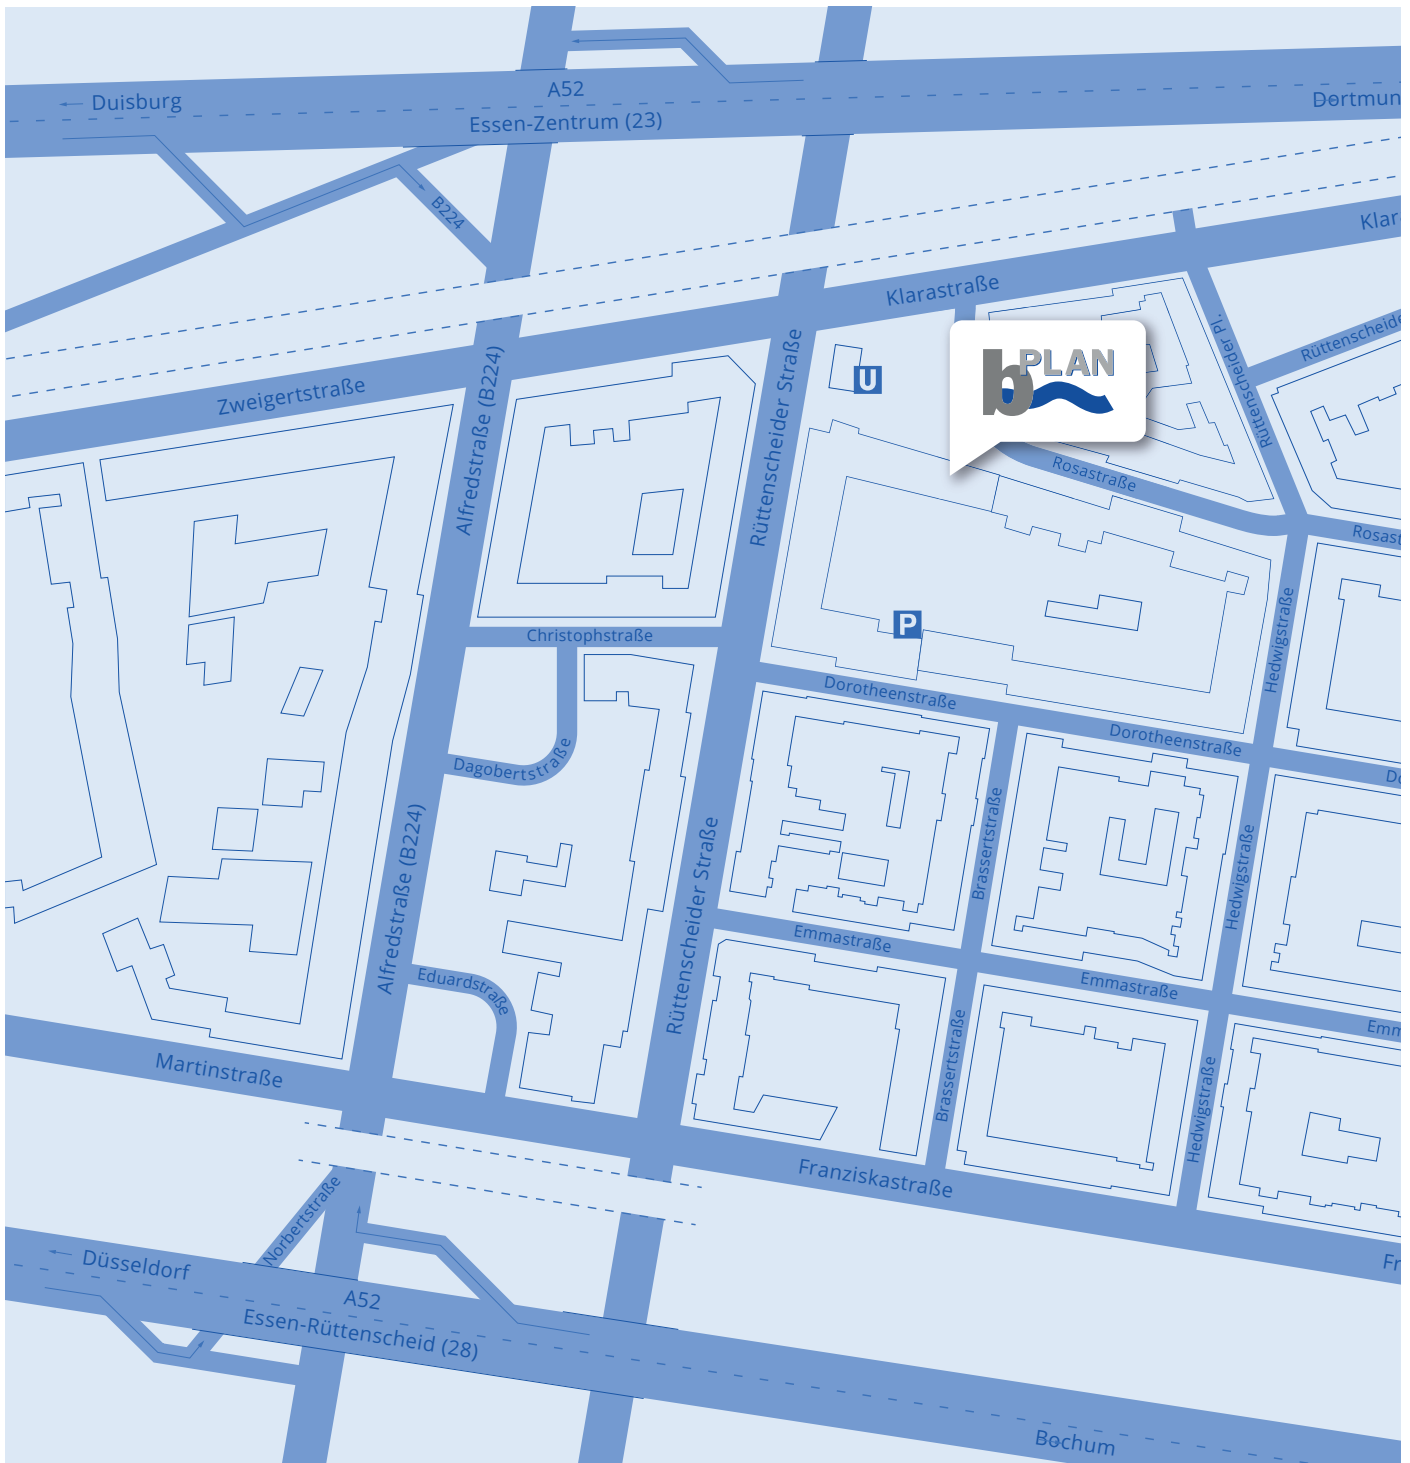 A52
Duisburg
Dortmun
Essen-Zentrum (23)
B224
Klar
Klarastraße
Rüttenscheide
Rüttenscheider Pl.
Rüttenscheider Straße
Alfredstraße (B224)
Zweigertstraße
U
bPLAN
Rosastraße
Rosast
P
Christophstraße
Hedwigstraße
Dorotheenstraße
Dorotheenstraße
Do
Dagobertstraße
Brassertstraße
Alfredstraße (B224)
Rüttenscheider Straße
Hedwigstraße
Emmastraße
Eduardstraße
Emmastraße
Emm
Martinstraße
Brassertstraße
Hedwigstraße
Franziskastraße
Norbertstraße
Fr
Düsseldorf
A52
Essen-Rüttenscheid (28)
Bochum